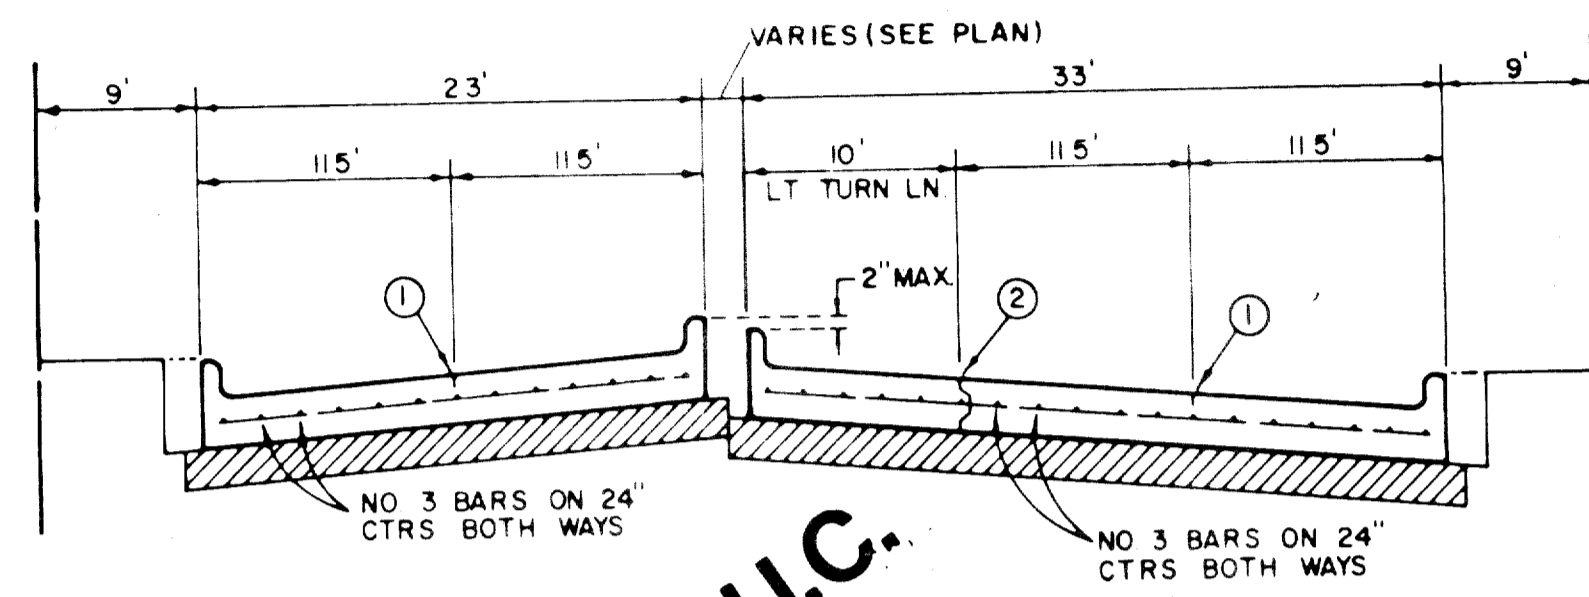 VARIES (SEE PLAN)
9' 23' 33' 9'
11 5' 11 5' 10' 11 5' 11 5'
LT TURN LN.
2" MAX.
1 2 1
NO 3 BARS ON 24"
CTRS BOTH WAYS
NO. 3 BARS ON 24"
CTRS BOTH WAYS